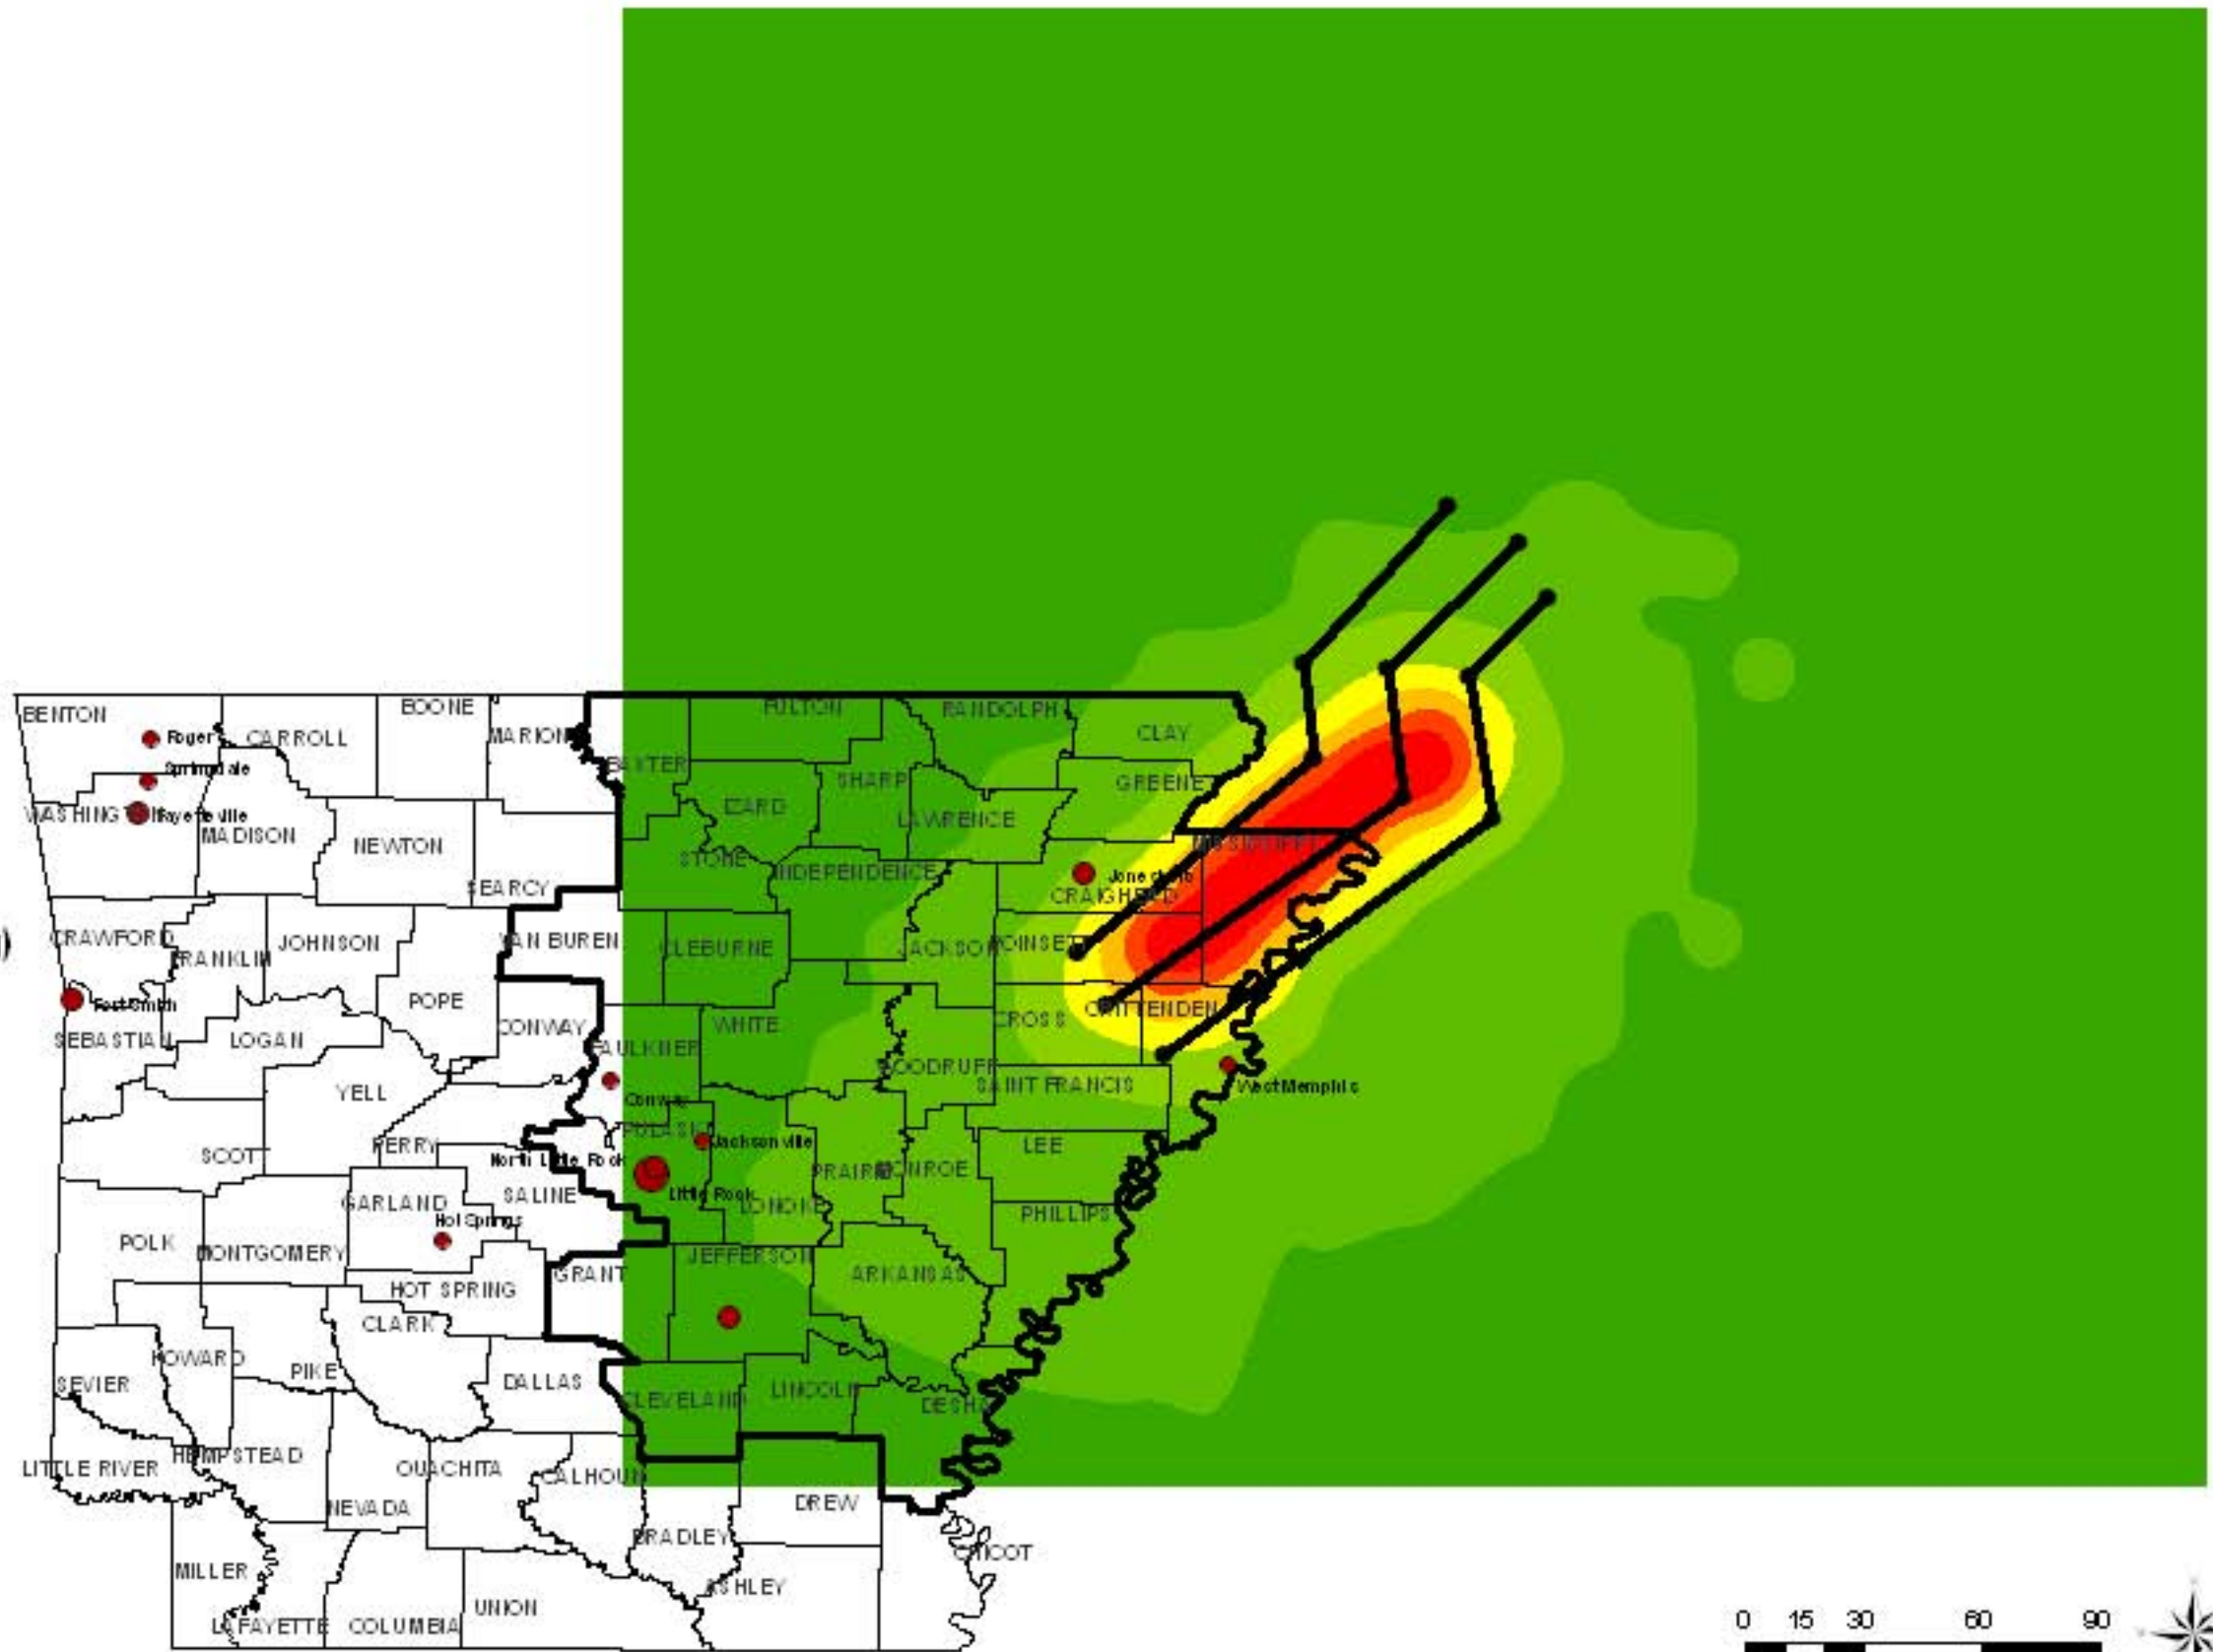 BENTON
CARROLL
BOONE
MARION
FULTON
RANDOLPH
CLAY
Roger
Springdale
BAXTER
SHARP
GREENE
WASHINGT
Fayetteville
MADISON
NEWTON
IZARD
LAWRENCE
MISSISSIPPI
STONE
INDEPENDENCE
Jonesboro
CRAIGHEAD
SEARCY
CRAWFORD
FRANKLIN
JOHNSON
VAN BUREN
CLEBURNE
JACKSON
POINSETT
Fort Smith
POPE
SEBASTIAN
LOGAN
CONWAY
WHITE
CROSS
CRITTENDEN
FAULKNER
WOODRUFF
YELL
Conway
SAINT FRANCIS
West Memphis
SCOTT
PERRY
PULASKI
Jacksonville
LEE
North Little Rock
PRAIRIE
MONROE
GARLAND
SALINE
Little Rock
LONOKE
Hot Springs
PHILLIPS
POLK
MONTGOMERY
GRANT
JEFFERSON
ARKANSAS
HOT SPRING
CLARK
HOWARD
PIKE
SEVIER
DALLAS
CLEVELAND
LINCOLN
DESHA
LITTLE RIVER
HEMPSTEAD
OUACHITA
CALHOUN
NEVADA
DREW
BRADLEY
CHICOT
MILLER
ASHLEY
UNION
LAFAYETTE
COLUMBIA
0 15 30 60 90
)